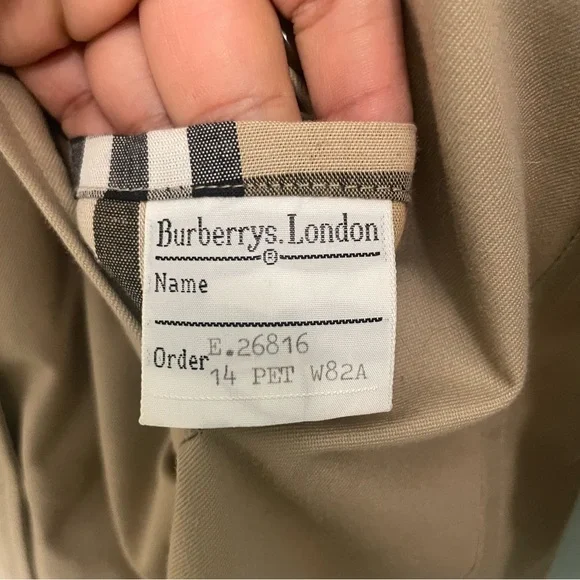 Burberrys. London
®
Name
Order E.26816
14 PET W82A